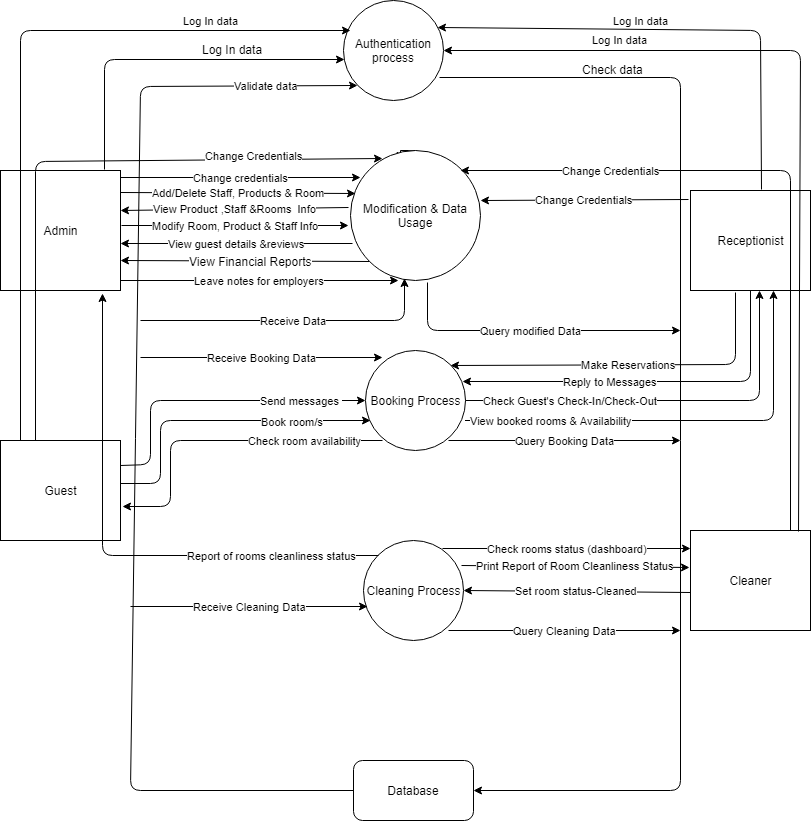 Log In data
Log In data
Authentication
process
Log In data
Log In data
Check data
Validate data
Change Credentials
Change Credentials
Change credentials
Add/Delete Staff, Products & Room
Change Credentials
View Product ,Staff &Rooms Info
Modification & Data
Usage
Admin
Modify Room, Product & Staff Info
Receptionist
View guest details &reviews
View Financial Reports
Leave notes for employers
Receive Data
Query modified Data
Receive Booking Data
Make Reservations
Reply to Messages
Send messages
Booking Process
Check Guest's Check-In/Check-Out
Book room/s
View booked rooms & Availability
Check room availability
Query Booking Data
Guest
Report of rooms cleanliness status
Check rooms status (dashboard)
Print Report of Room Cleanliness Status
Cleaner
Cleaning Process
Set room status-Cleaned
Receive Cleaning Data
Query Cleaning Data
Database